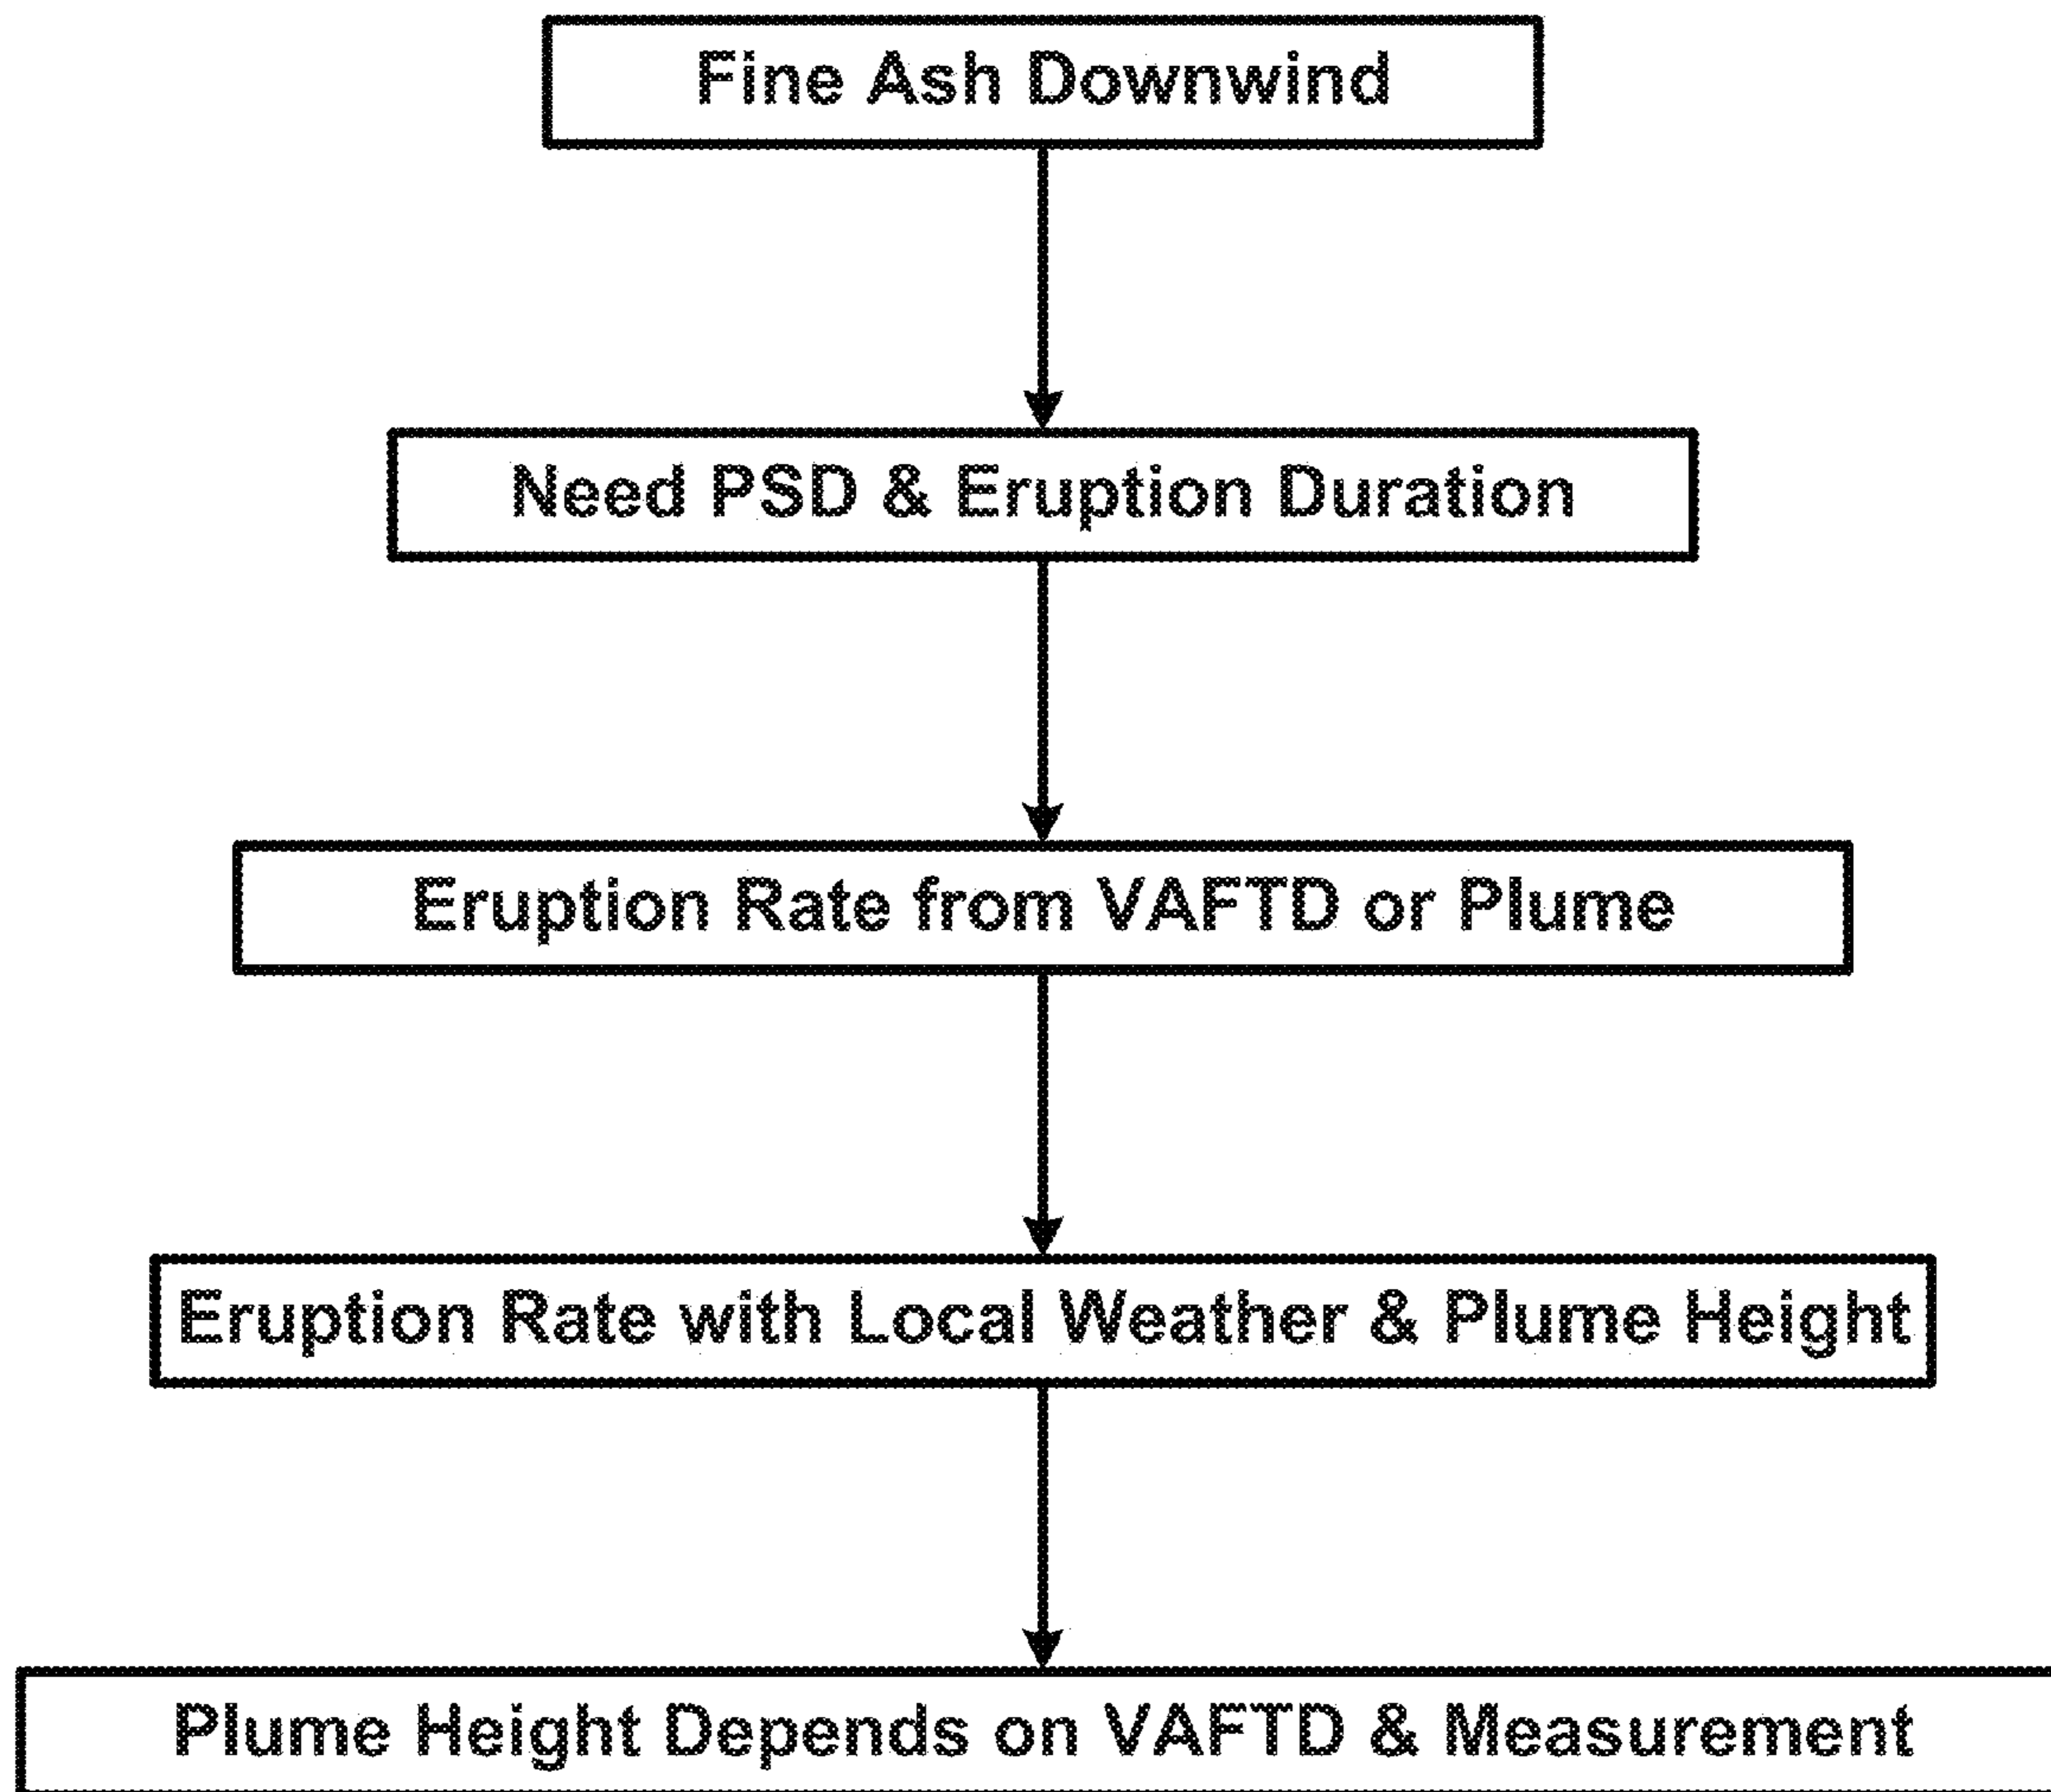 Fine Ash Downwind
Need PSD & Eruption Duration
Eruption Rate from VAFTD or Plume
Eruption Rate with Local Weather & Plume Height
Plume Height Depends on VAFTD & Measurement